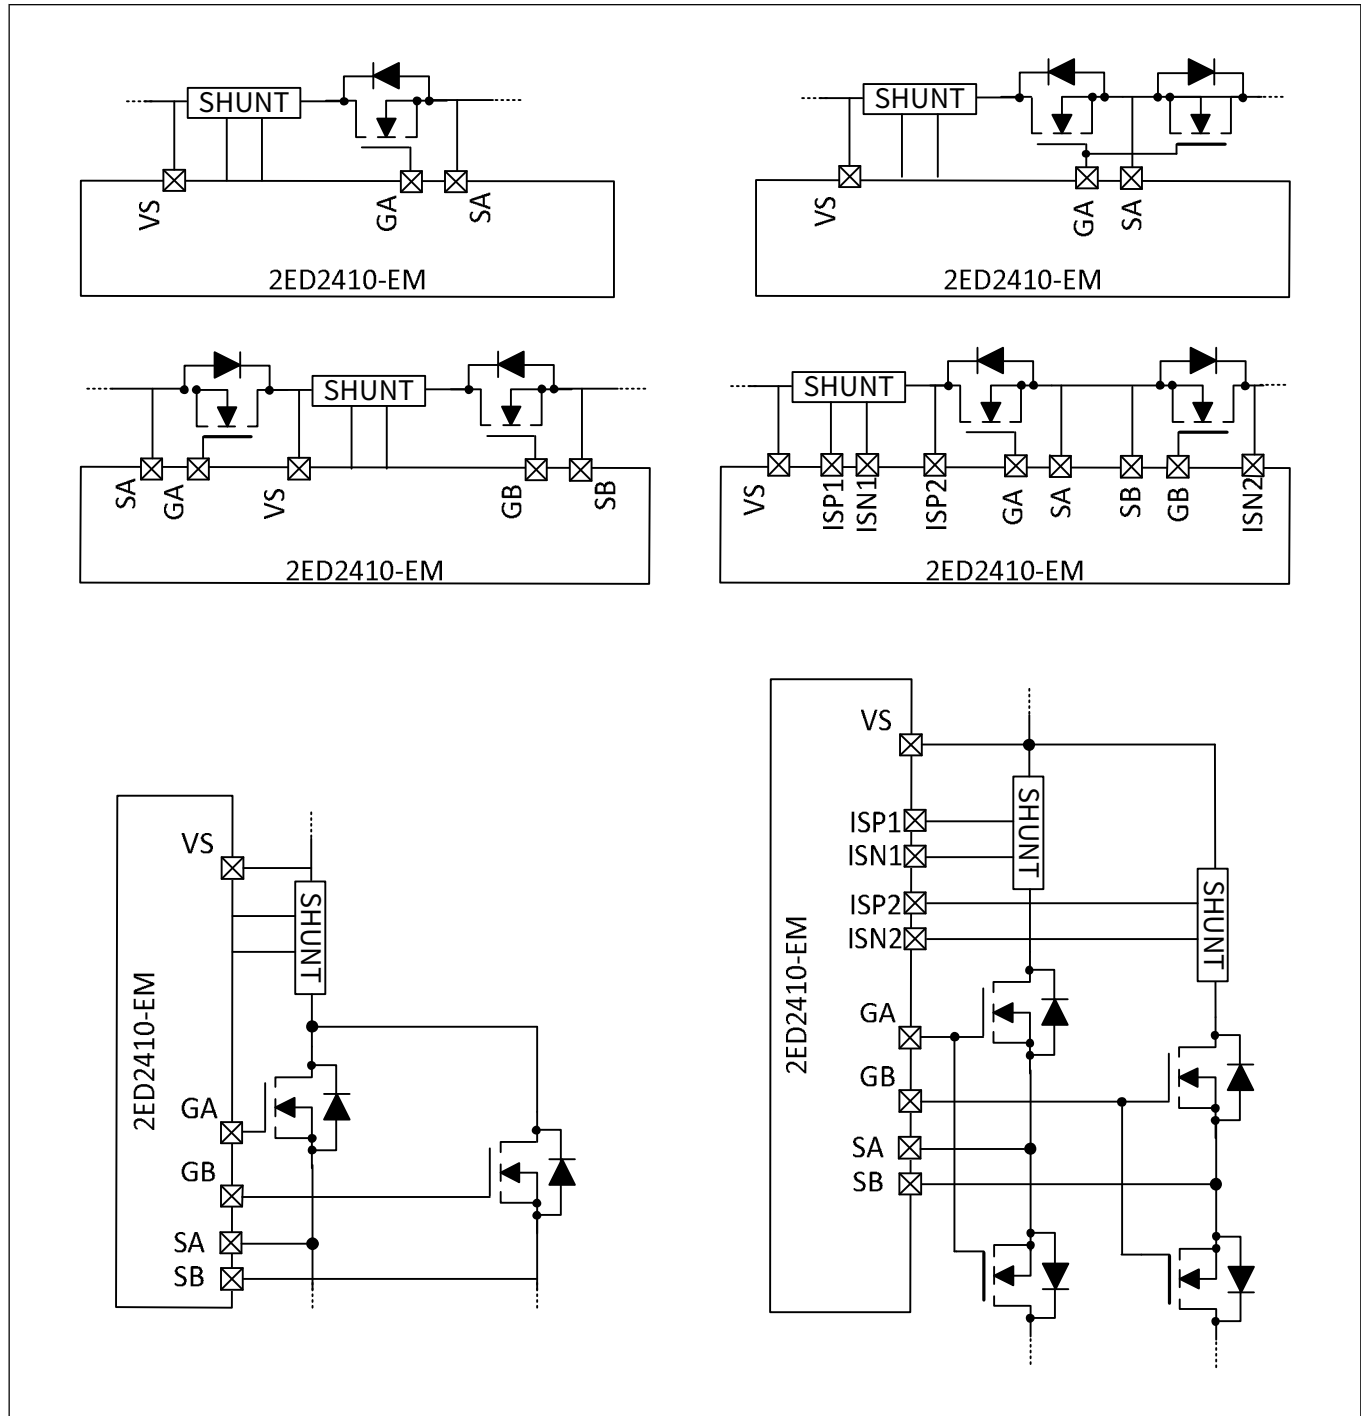 SHUNT
VS
GA
SA
2ED2410-EM
SHUNT
VS
GA
SA
2ED2410-EM
SHUNT
SA
GA
VS
GB
SB
2ED2410-EM
SHUNT
VS
ISP1
ISN1
ISP2
GA
SA
SB
GB
ISN2
2ED2410-EM
VS
SHUNT
2ED2410-EM
GA
GB
SA
SB
VS
SHUNT
ISP1
ISN1
ISP2
ISN2
SHUNT
2ED2410-EM
GA
GB
SA
SB